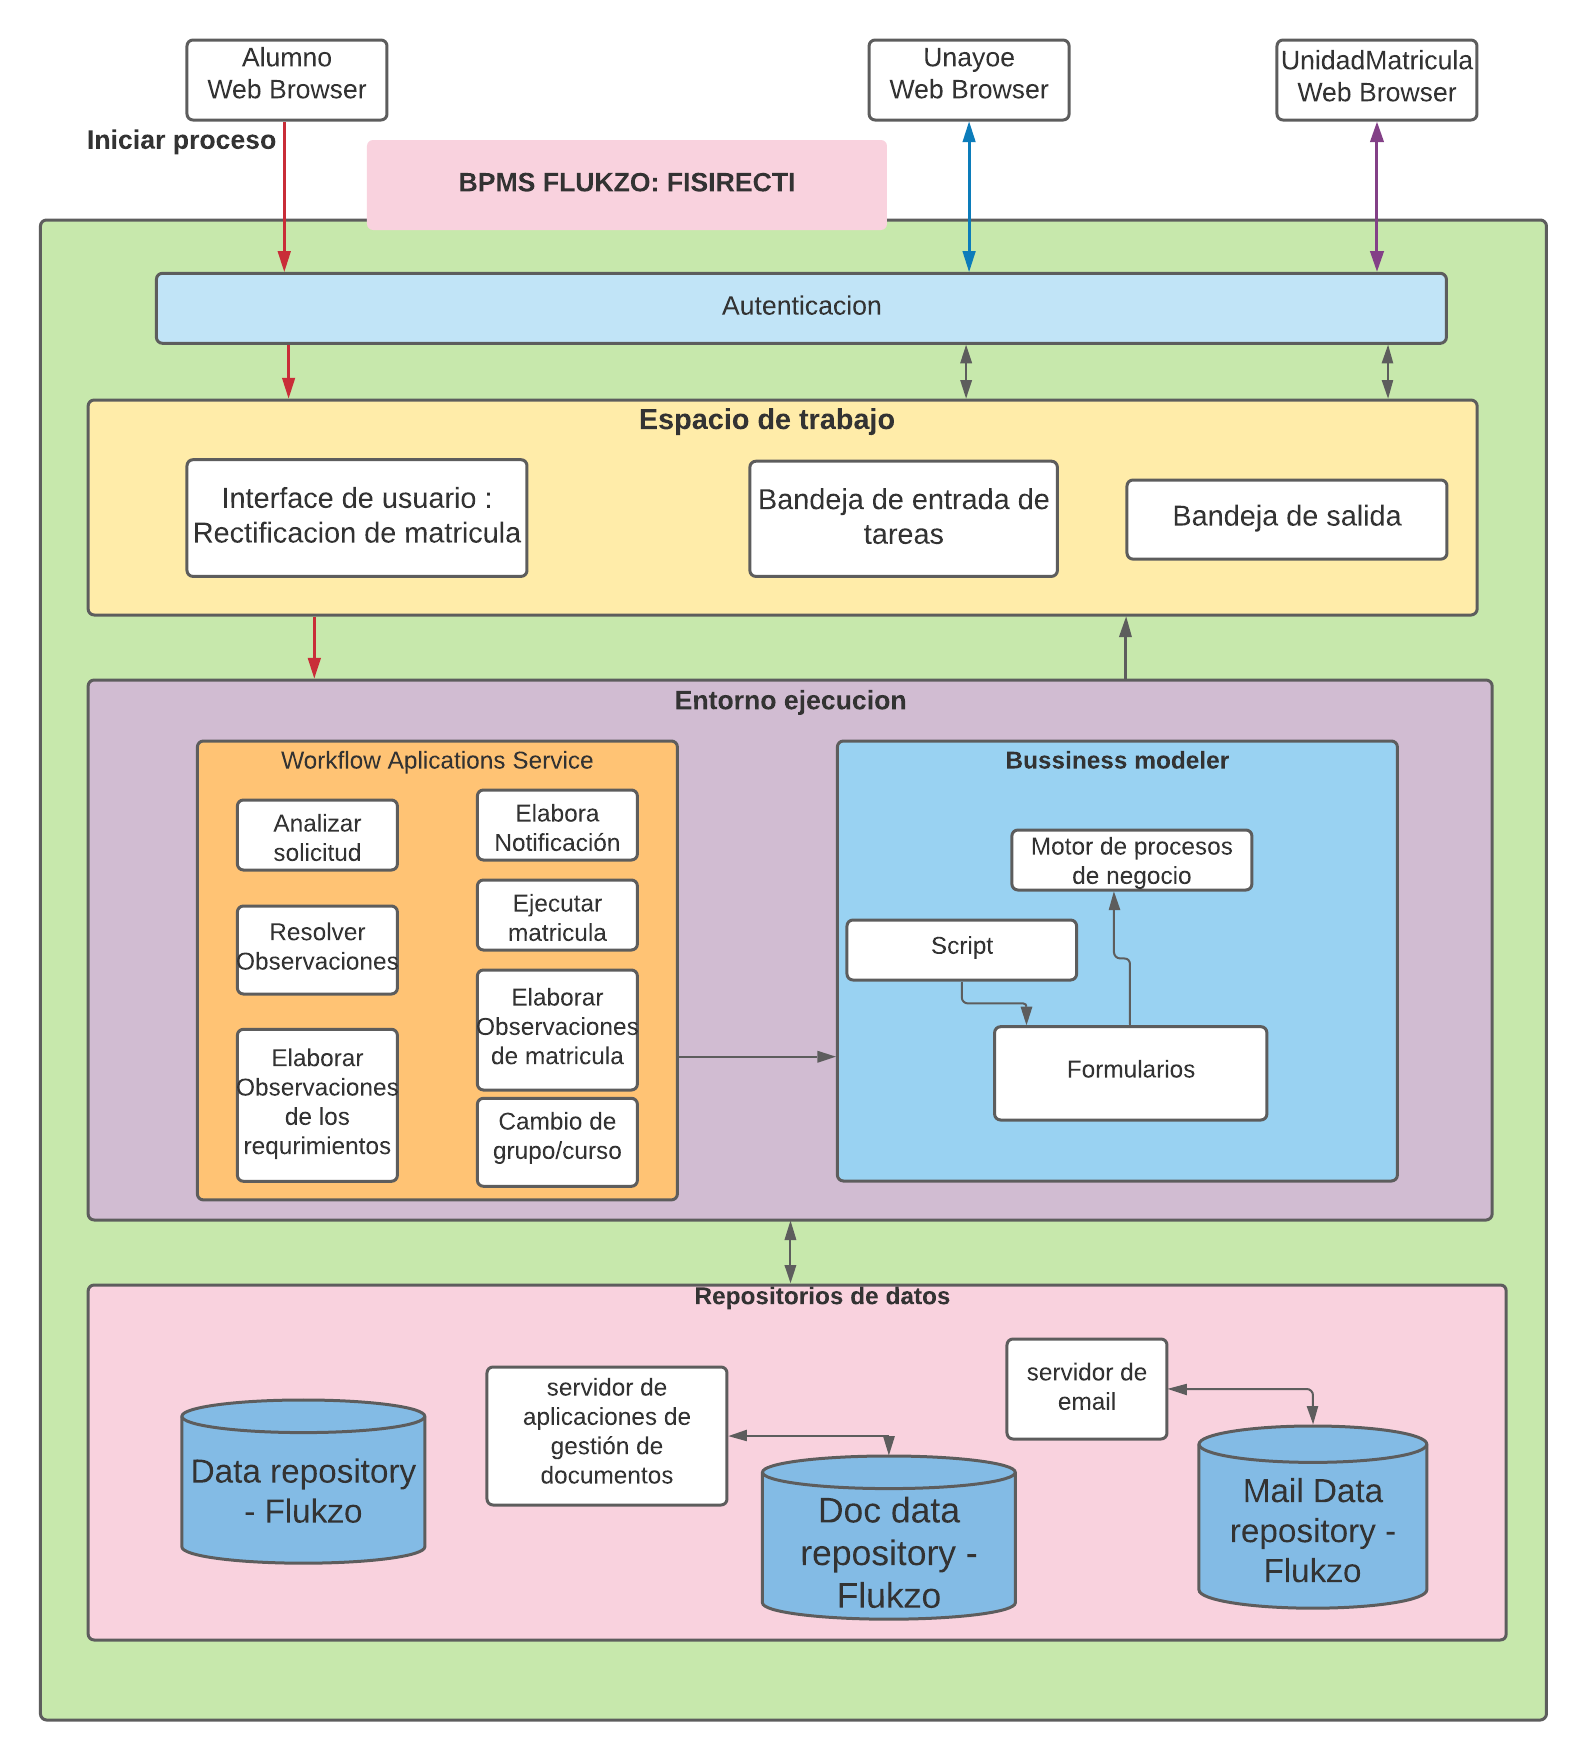 Alumno
Web Browser
Unayoe
Web Browser
UnidadMatricula
Web Browser
Iniciar proceso
BPMS FLUKZO: FISIRECTI
Autenticacion
Espacio de trabajo
Interface de usuario :
Rectificacion de matricula
Bandeja de entrada de
tareas
Bandeja de salida
Entorno ejecucion
Workflow Aplications Service
Analizar
solicitud
Resolver
Observaciones
Elaborar
Observaciones
de los
requrimientos
Elabora
Notificación
Ejecutar
matricula
Elaborar
Observaciones
de matricula
Cambio de
grupo/curso
Bussiness modeler
Motor de procesos
de negocio
Script
Formularios
Repositorios de datos
Data repository
- Flukzo
servidor de
aplicaciones de
gestión de
documentos
Doc data
repository -
Flukzo
servidor de
email
Mail Data
repository -
Flukzo